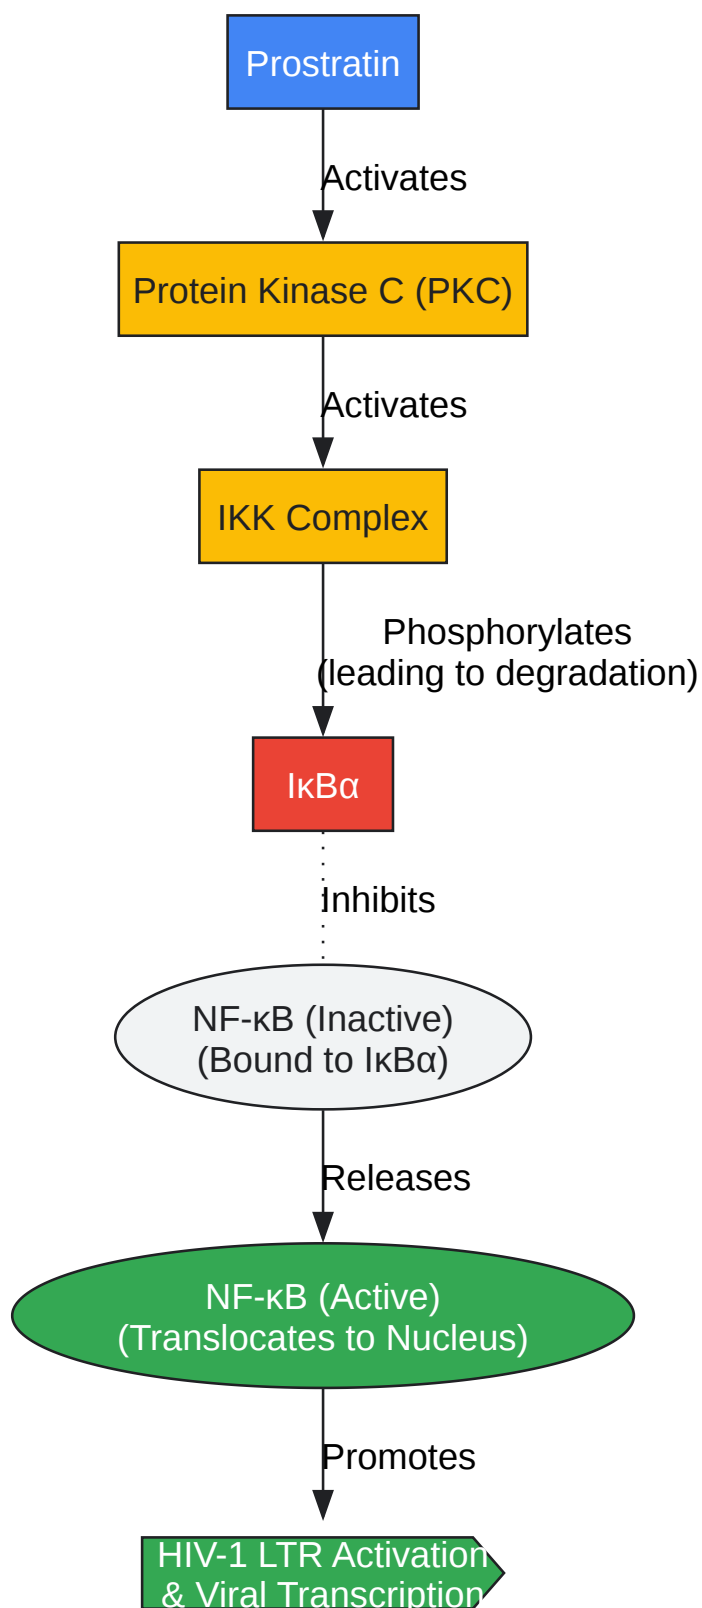 Prostratin
Activates
Protein Kinase C (PKC)
Activates
IKK Complex
Phosphorylates
(leading to degradation)
IκBα
Inhibits
NF-κB (Inactive)
(Bound to IκBα)
Releases
NF-κB (Active)
(Translocates to Nucleus)
Promotes
HIV-1 LTR Activation
& Viral Transcription